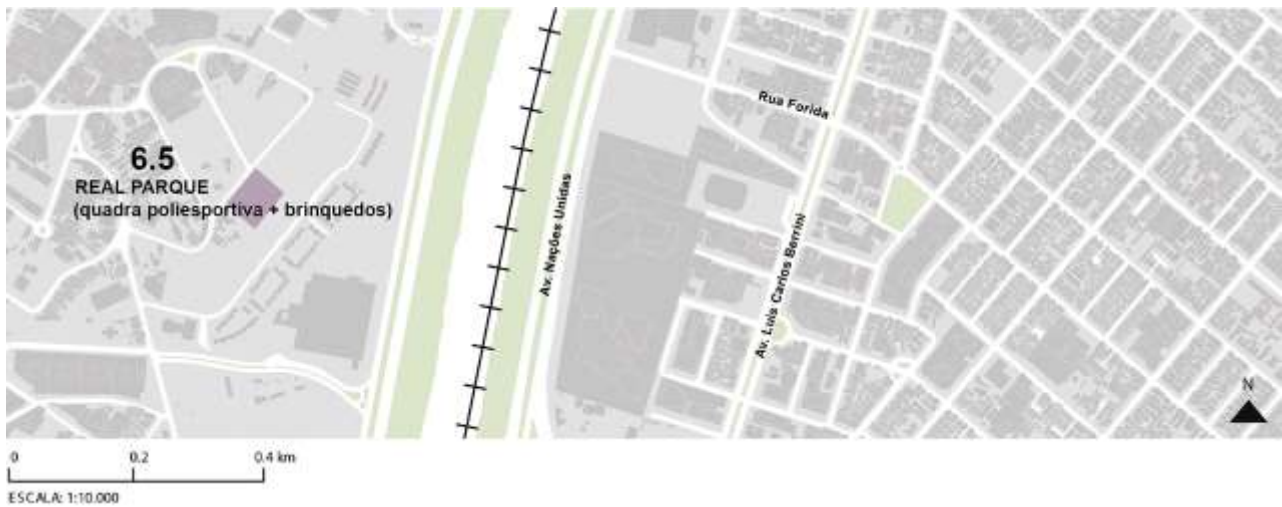 Rua Forida
6.5
REAL PARQUE
(quadra poliesportiva + brinquedos)
Av. Nações Unidas
Av. Luis Carlos Berrini
N
0 0.2 0.4 km
ESCALA: 1:10.000